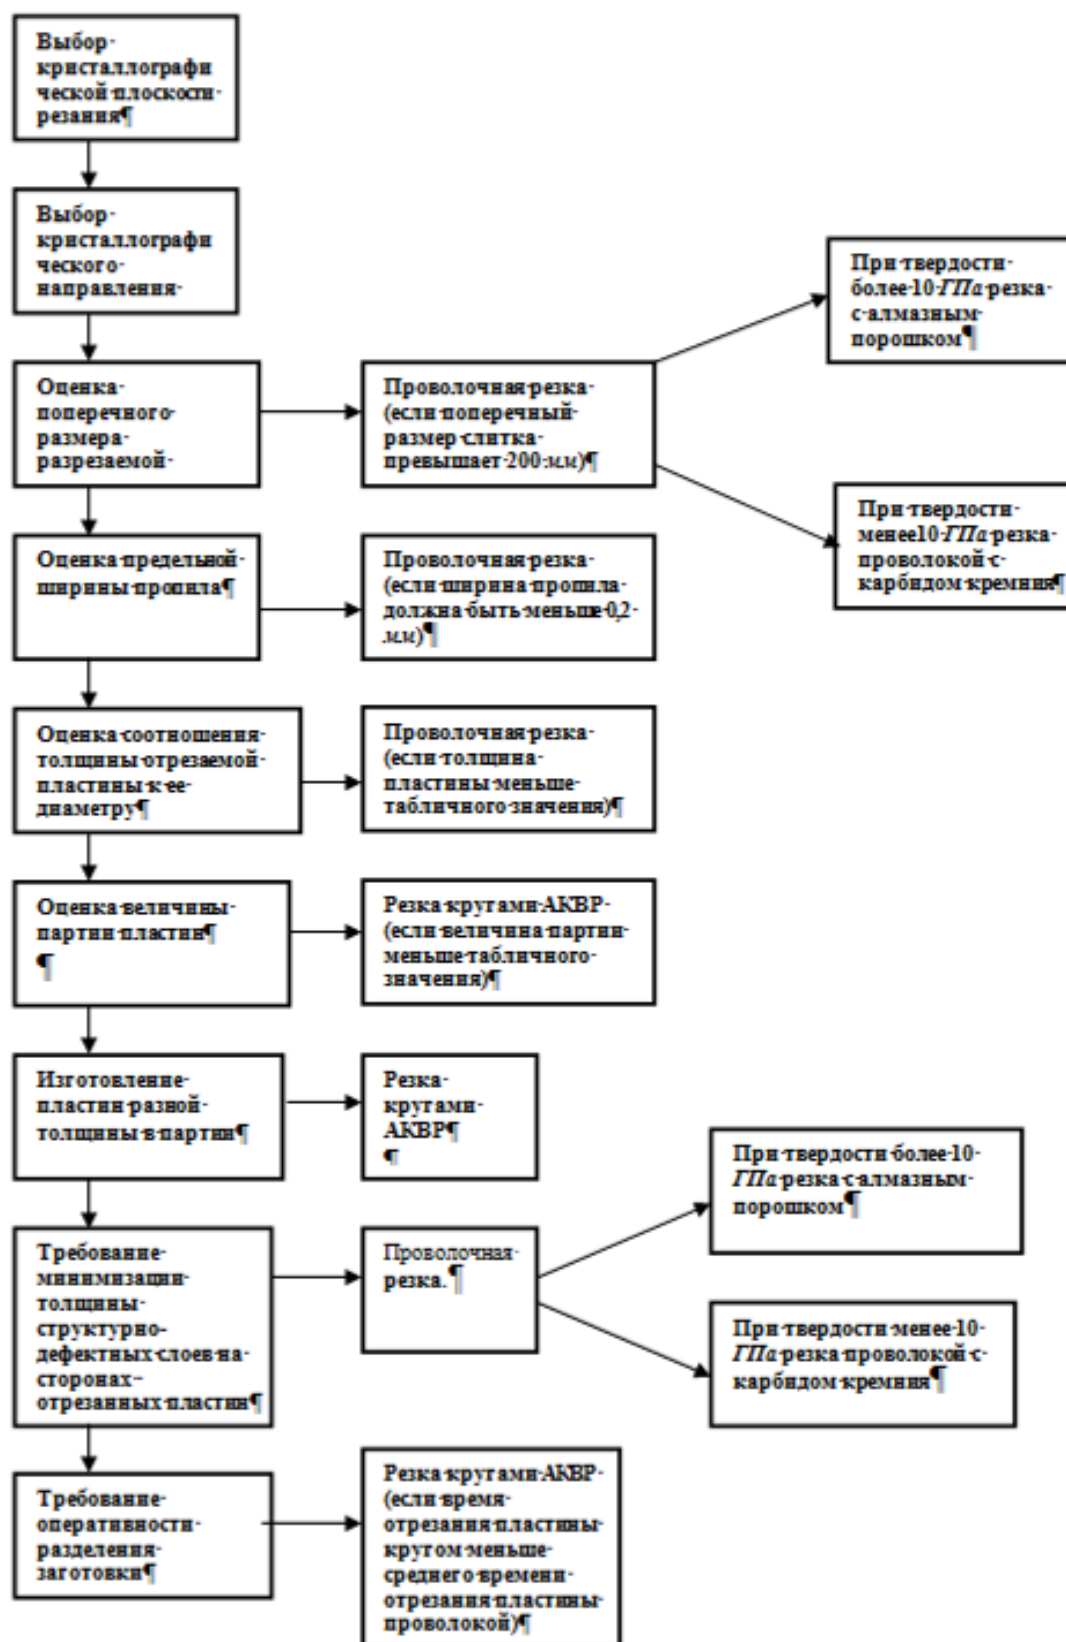 Выбор·
кристаллографи
ческой·плоскости·
резания¶
Выбор·
кристаллографи
ческого·
направления·
При·твердости·
более·10·ГПа·резка·
с·алмазным·
порошком¶
Оценка·
поперечного·
размера·
разрезаемой·
Проволочная·резка·
(если·поперечный·
размер·слитка·
превышает·200·мм)¶
При·твердости·
менее10·ГПа·резка·
проволокой·с·
карбидом·кремния¶
Оценка·предельной·
ширины·пропила¶
Проволочная·резка·
(если·ширина·пропила·
должна·быть·меньше·0,2·
мм)¶
Оценка·соотношения·
толщины·отрезаемой·
пластины·к·ее·
диаметру¶
Проволочная·резка·
(если·толщина·
пластины·меньше·
табличного·значения)¶
Оценка·величины·
партии·пластин¶
¶
Резка·кругами·АКВР·
(если·величина·партии·
меньше·табличного·
значения)¶
Изготовление·
пластин·разной·
толщины·в·партии¶
Резка·
кругами·
АКВР¶
¶
При·твердости·более·10·
ГПа·резка·с·алмазным·
порошком¶
Требование·
минимизации·
толщины·
структурно-
дефектных·слоев·на·
сторонах·
отрезанных·пластин¶
Проволочная·
резка.¶
При·твердости·менее·10·
ГПа·резка·проволокой·с·
карбидом·кремния¶
Требование·
оперативности·
разделения·
заготовки¶
Резка·кругами·АКВР·
(если·время·
отрезания·пластины·
кругом·меньше·
среднего·времени·
отрезания·пластины·
проволокой)¶